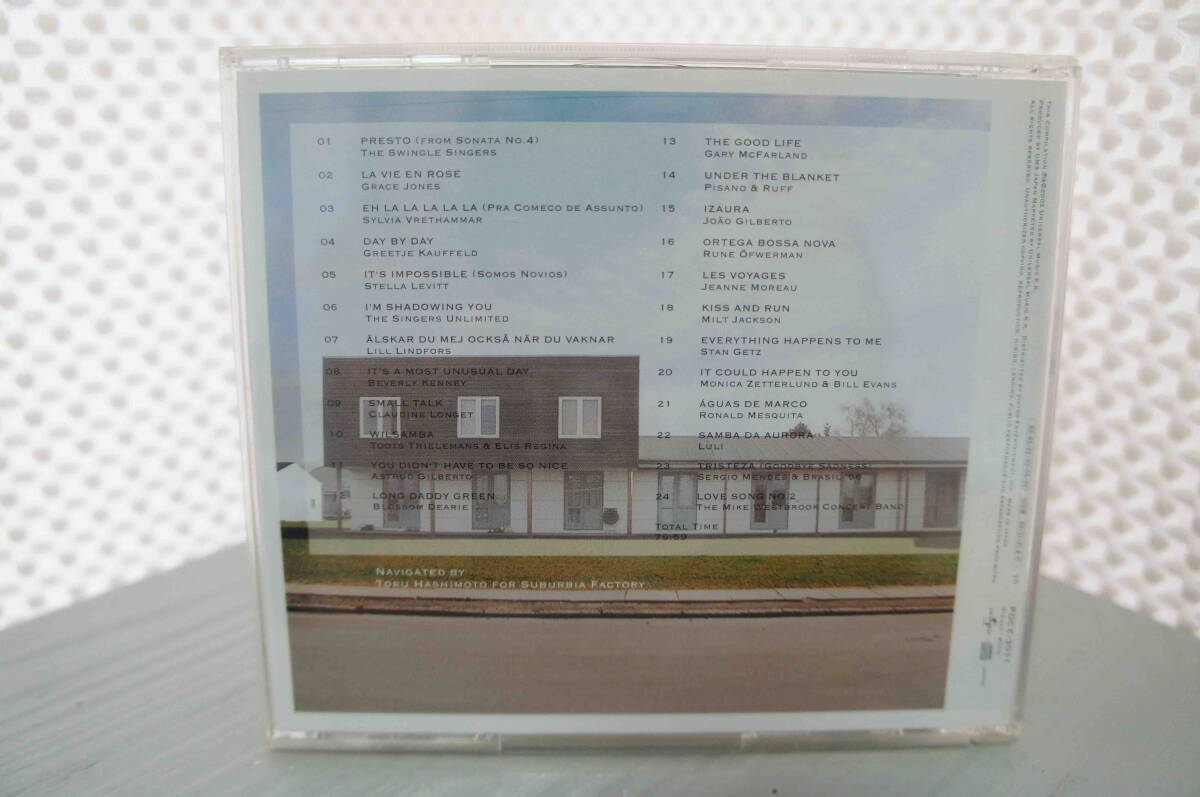 01 PRESTO (FROM SONATA NO.4)
THE SWINGLE SINGERS
02 LA VIE EN ROSE
GRACE JONES
03 EH LA LA LA LA LA (PRA COMECO DE ASSUNTO)
SYLVIA VRETHAMMAR
04 DAY BY DAY
GREETJE KAUFFELD
05 IT'S IMPOSSIBLE (SOMOS NOVIOS)
STELLA LEVITT
06 I'M SHADOWING YOU
THE SINGERS UNLIMITED
07 ÄLSKAR DU MEJ OCKSÅ NÄR DU VAKNAR
LILL LINDFORS
08 IT'S A MOST UNUSUAL DAY
BEVERLY KENNEY
09 SMALL TALK
CLAUDINE LONGET
10 WILSAMBA
TOOTS THIELEMANS & ELIS REGINA
11 YOU DIDN'T HAVE TO BE SO NICE
ASTRUD GILBERTO
12 LONG DADDY GREEN
BLOSSOM DEARIE
13 THE GOOD LIFE
GARY MCFARLAND
14 UNDER THE BLANKET
PISANO & RUFF
15 IZAURA
JOÃO GILBERTO
16 ORTEGA BOSSA NOVA
RUNE ÖFWERMAN
17 LES VOYAGES
JEANNE MOREAU
18 KISS AND RUN
MILT JACKSON
19 EVERYTHING HAPPENS TO ME
STAN GETZ
20 IT COULD HAPPEN TO YOU
MONICA ZETTERLUND & BILL EVANS
21 ÁGUAS DE MARCO
RONALD MESQUITA
22 SAMBA DA AURORA
LULI
23 TRISTEZA (GOODBYE SADNESS)
SERGIO MENDES & BRASIL '66
24 LOVE SONG NO.2
THE MIKE WESTBROOK CONCERT BAND
TOTAL TIME
79:59
NAVIGATED BY
TORU HASHIMOTO FOR SUBURBIA FACTORY